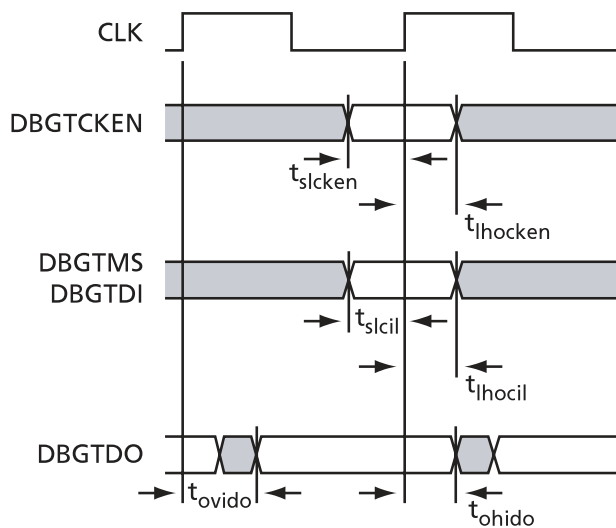 CLK
DBGTCKEN
tslcken
tlhocken
DBGTMS
DBGTDI
tslcil
tlhocil
DBGTDO
tovido
tohido